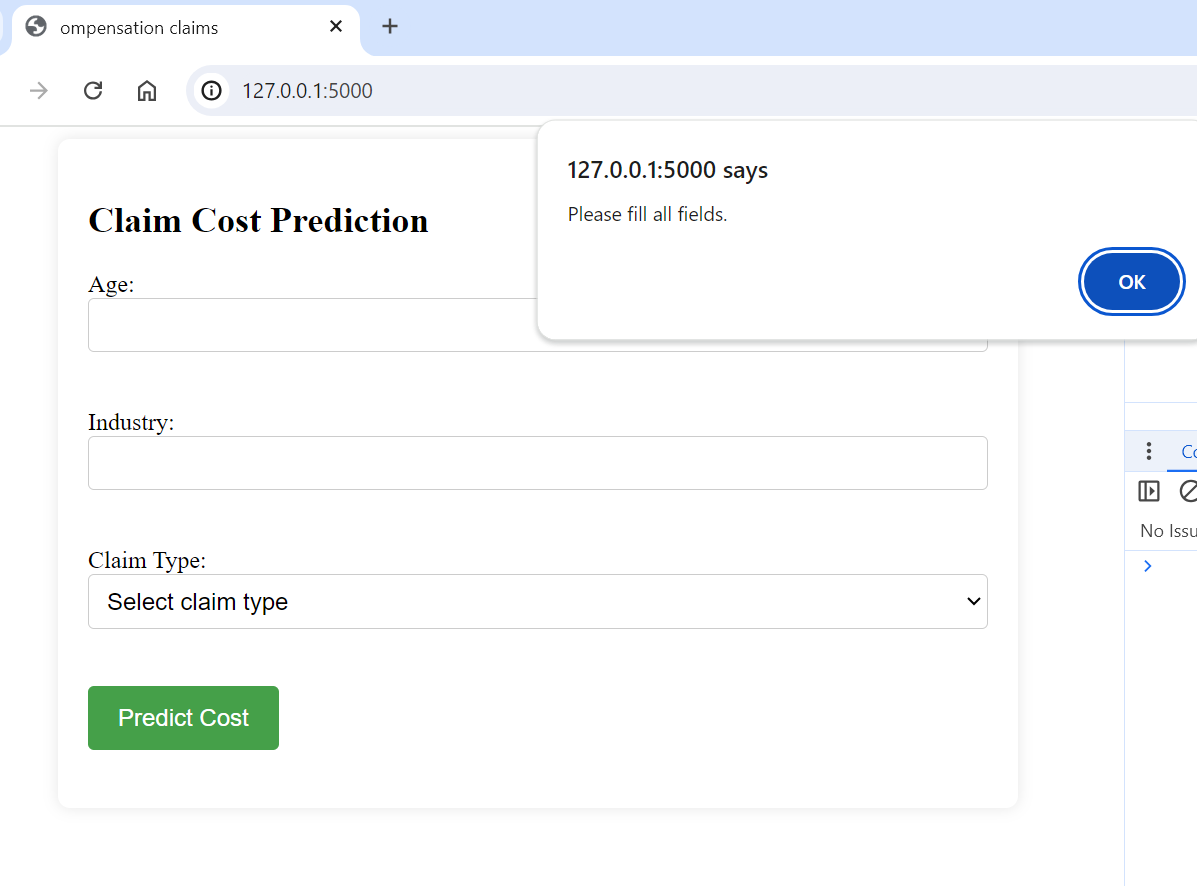 ompensation claims
127.0.0.1:5000
127.0.0.1:5000 says
Please fill all fields.
OK
Claim Cost Prediction
Age:
Industry:
Claim Type:
Select claim type
Predict Cost
Co
No Issu